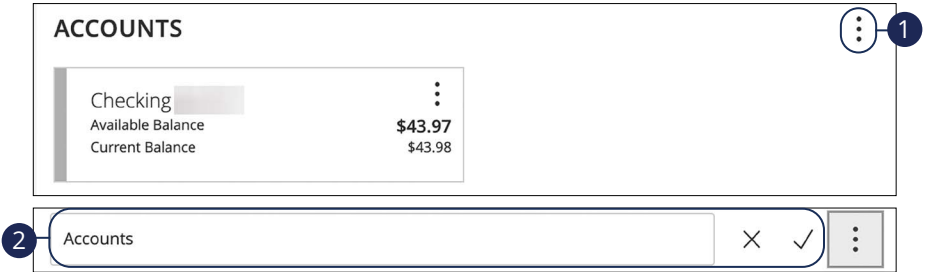 ACCOUNTS
1
Checking
Available Balance $43.97
Current Balance $43.98
2
Accounts